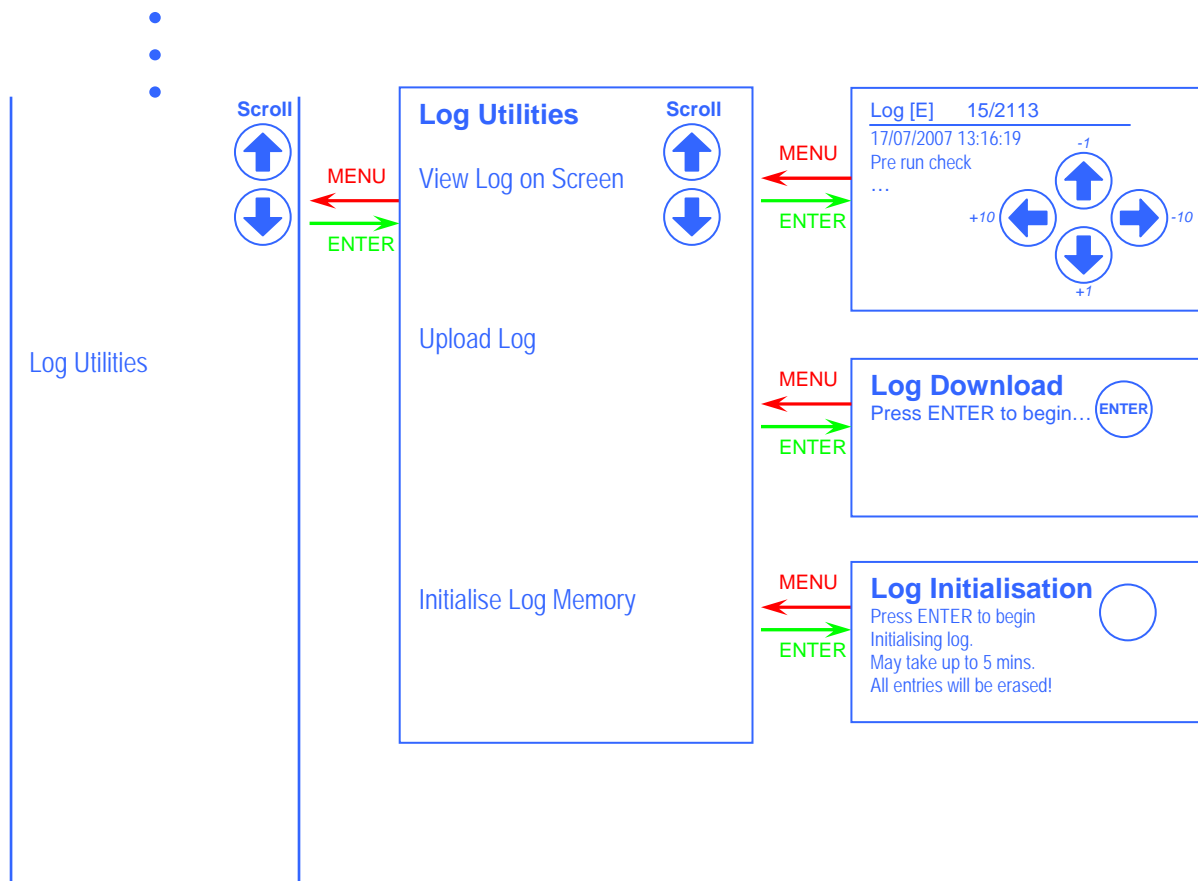 Log Utilities
Scroll
MENU
ENTER
Log Utilities
View Log on Screen
Upload Log
Initialise Log Memory
Scroll
MENU
ENTER
Log [E] 15/2113
17/07/2007 13:16:19
Pre run check
…
-1
+10
-10
+1
MENU
ENTER
Log Download
Press ENTER to begin…
ENTER
MENU
ENTER
Log Initialisation
Press ENTER to begin
Initialising log.
May take up to 5 mins.
All entries will be erased!